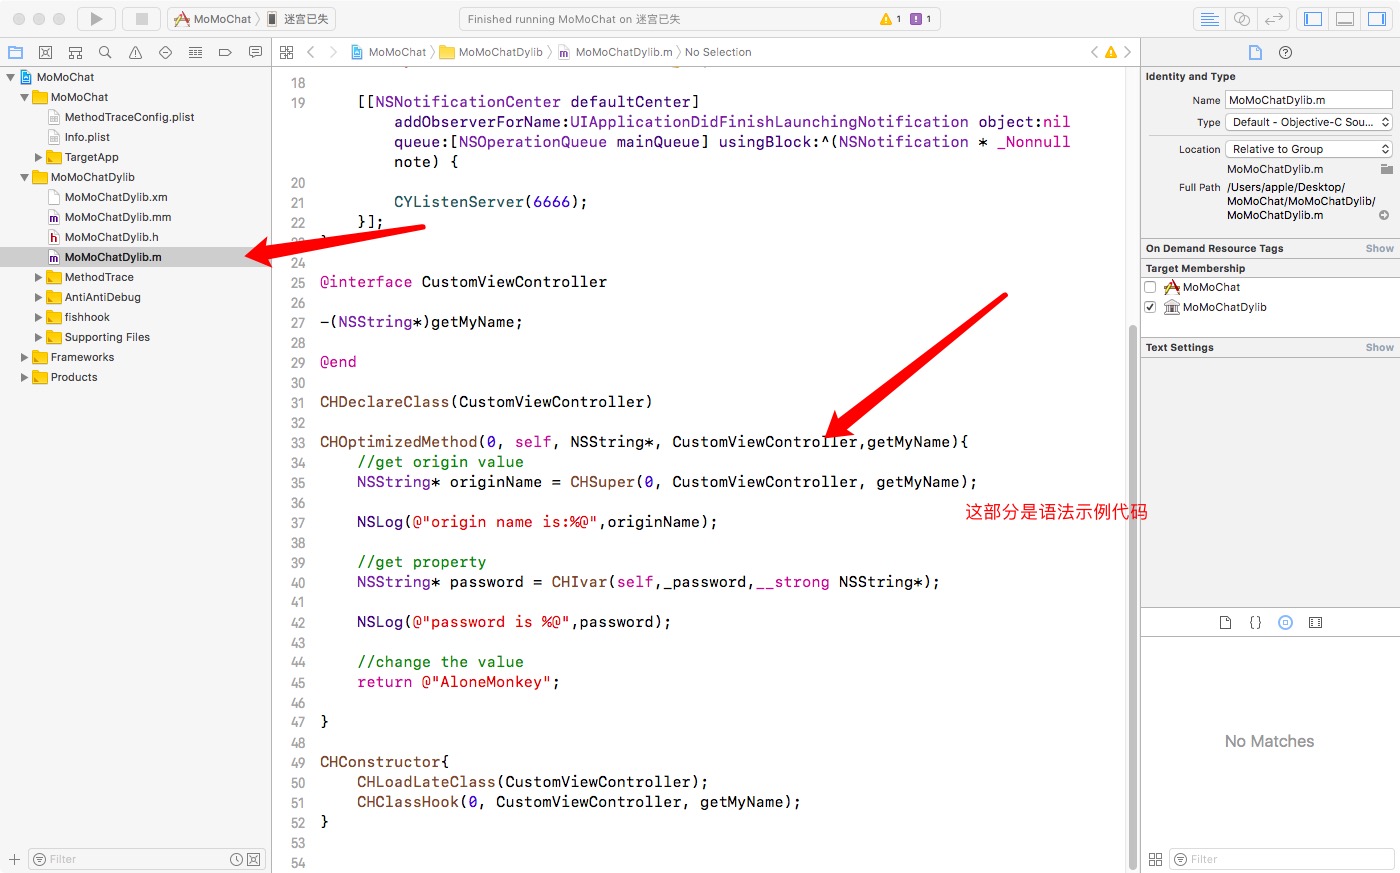 MoMoChat 迷宫已失
Finished running MoMoChat on 迷宫已失
1 1
MoMoChat MoMoChatDylib MoMoChatDylib.m No Selection
MoMoChat
MoMoChat
MethodTraceConfig.plist
Info.plist
TargetApp
MoMoChatDylib
MoMoChatDylib.xm
MoMoChatDylib.mm
MoMoChatDylib.h
MoMoChatDylib.m
MethodTrace
AntiAntiDebug
fishhook
Supporting Files
Frameworks
Products
Filter
18
19 [[NSNotificationCenter defaultCenter]
addObserverForName:UIApplicationDidFinishLaunchingNotification object:nil
queue:[NSOperationQueue mainQueue] usingBlock:^(NSNotification * _Nonnull
note) {
20
21 CYListenServer(6666);
22 }];
24
25 @interface CustomViewController
26
27 -(NSString*)getMyName;
28
29 @end
30
31 CHDeclareClass(CustomViewController)
32
33 CHOptimizedMethod(0, self, NSString*, CustomViewController,getMyName){
34 //get origin value
35 NSString* originName = CHSuper(0, CustomViewController, getMyName);
36
这部分是语法示例代码
37 NSLog(@"origin name is:%@",originName);
38
39 //get property
40 NSString* password = CHIvar(self,_password,__strong NSString*);
41
42 NSLog(@"password is %@",password);
43
44 //change the value
45 return @"AloneMonkey";
46
47 }
48
49 CHConstructor{
50 CHLoadLateClass(CustomViewController);
51 CHClassHook(0, CustomViewController, getMyName);
52 }
53
54
Identity and Type
Name MoMoChatDylib.m
Type Default - Objective-C Sou...
Location Relative to Group
MoMoChatDylib.m
Full Path /Users/apple/Desktop/
MoMoChat/MoMoChatDylib/
MoMoChatDylib.m
On Demand Resource Tags Show
Target Membership
MoMoChat
MoMoChatDylib
Text Settings Show
No Matches
Filter